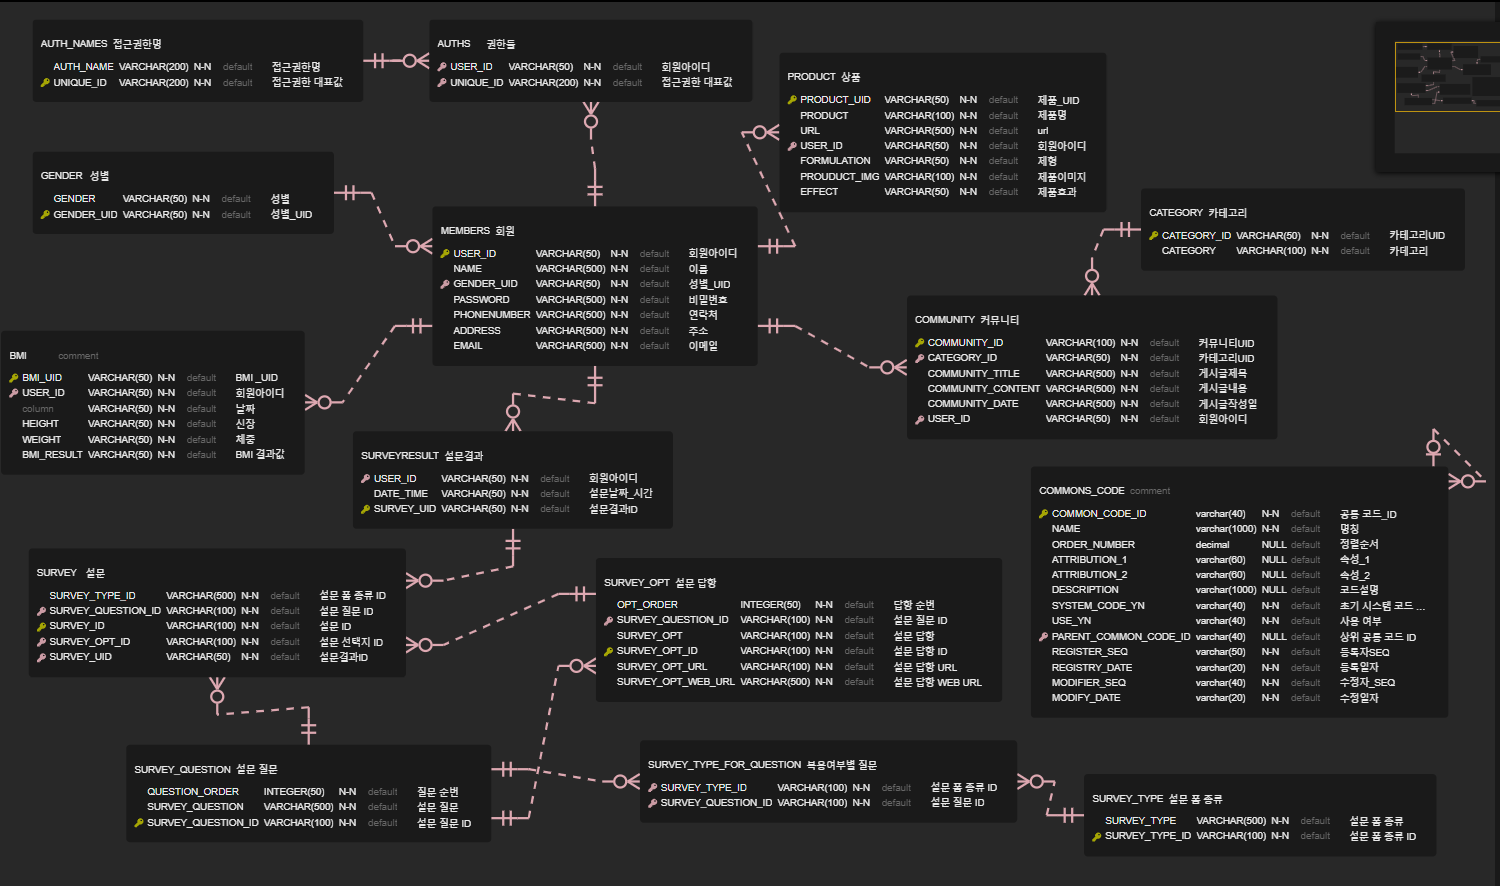 AUTH_NAMES 접근권한명
AUTH_NAME VARCHAR(200) N-N default 접근권한명
UNIQUE_ID VARCHAR(200) N-N default 접근권한 대표값
AUTHS 권한들
USER_ID VARCHAR(50) N-N default 회원아이디
UNIQUE_ID VARCHAR(200) N-N default 접근권한 대표값
PRODUCT 상품
PRODUCT_UID VARCHAR(50) N-N default 제품_UID
PRODUCT VARCHAR(100) N-N default 제품명
URL VARCHAR(500) N-N default url
USER_ID VARCHAR(50) N-N default 회원아이디
FORMULATION VARCHAR(50) N-N default 제형
PROUDUCT_IMG VARCHAR(100) N-N default 제품이미지
EFFECT VARCHAR(50) N-N default 제품효과
GENDER 성별
GENDER VARCHAR(50) N-N default 성별
GENDER_UID VARCHAR(50) N-N default 성별_UID
MEMBERS 회원
USER_ID VARCHAR(50) N-N default 회원아이디
NAME VARCHAR(500) N-N default 이름
GENDER_UID VARCHAR(50) N-N default 성별_UID
PASSWORD VARCHAR(500) N-N default 비밀번호
PHONENUMBER VARCHAR(500) N-N default 연락처
ADDRESS VARCHAR(500) N-N default 주소
EMAIL VARCHAR(500) N-N default 이메일
CATEGORY 카테고리
CATEGORY_ID VARCHAR(50) N-N default 카테고리UID
CATEGORY VARCHAR(100) N-N default 카테고리
COMMUNITY 커뮤니티
COMMUNITY_ID VARCHAR(100) N-N default 커뮤니티UID
CATEGORY_ID VARCHAR(50) N-N default 카테고리UID
COMMUNITY_TITLE VARCHAR(500) N-N default 게시글제목
COMMUNITY_CONTENT VARCHAR(500) N-N default 게시글내용
COMMUNITY_DATE VARCHAR(500) N-N default 게시글작성일
USER_ID VARCHAR(50) N-N default 회원아이디
BMI comment
BMI_UID VARCHAR(50) N-N default BMI _UID
USER_ID VARCHAR(50) N-N default 회원아이디
column VARCHAR(50) N-N default 날짜
HEIGHT VARCHAR(50) N-N default 신장
WEIGHT VARCHAR(50) N-N default 체중
BMI_RESULT VARCHAR(50) N-N default BMI 결과값
SURVEYRESULT 설문결과
USER_ID VARCHAR(50) N-N default 회원아이디
DATE_TIME VARCHAR(50) N-N default 설문날짜_시간
SURVEY_UID VARCHAR(50) N-N default 설문결과ID
COMMONS_CODE comment
COMMON_CODE_ID varchar(40) N-N default 공통 코드_ID
NAME varchar(1000) N-N default 명칭
ORDER_NUMBER decimal NULL default 정렬순서
ATTRIBUTION_1 varchar(60) NULL default 속성_1
ATTRIBUTION_2 varchar(60) NULL default 속성_2
DESCRIPTION varchar(1000) NULL default 코드설명
SYSTEM_CODE_YN varchar(40) N-N default 초기 시스템 코드 ...
USE_YN varchar(40) N-N default 사용 여부
PARENT_COMMON_CODE_ID varchar(40) NULL default 상위 공통 코드 ID
REGISTER_SEQ varchar(50) N-N default 등록자SEQ
REGISTRY_DATE varchar(20) N-N default 등록일자
MODIFIER_SEQ varchar(40) N-N default 수정자_SEQ
MODIFY_DATE varchar(20) N-N default 수정일자
SURVEY 설문
SURVEY_TYPE_ID VARCHAR(500) N-N default 설문 폼 종류 ID
SURVEY_QUESTION_ID VARCHAR(100) N-N default 설문 질문 ID
SURVEY_ID VARCHAR(100) N-N default 설문 ID
SURVEY_OPT_ID VARCHAR(100) N-N default 설문 선택지 ID
SURVEY_UID VARCHAR(50) N-N default 설문결과ID
SURVEY_OPT 설문 답항
OPT_ORDER INTEGER(50) N-N default 답항 순번
SURVEY_QUESTION_ID VARCHAR(100) N-N default 설문 질문 ID
SURVEY_OPT VARCHAR(100) N-N default 설문 답항
SURVEY_OPT_ID VARCHAR(100) N-N default 설문 답항 ID
SURVEY_OPT_URL VARCHAR(100) N-N default 설문 답항 URL
SURVEY_OPT_WEB_URL VARCHAR(500) N-N default 설문 답항 WEB URL
SURVEY_QUESTION 설문 질문
QUESTION_ORDER INTEGER(50) N-N default 질문 순번
SURVEY_QUESTION VARCHAR(500) N-N default 설문 질문
SURVEY_QUESTION_ID VARCHAR(100) N-N default 설문 질문 ID
SURVEY_TYPE_FOR_QUESTION 복용여부별 질문
SURVEY_TYPE_ID VARCHAR(100) N-N default 설문 폼 종류 ID
SURVEY_QUESTION_ID VARCHAR(100) N-N default 설문 질문 ID
SURVEY_TYPE 설문 폼 종류
SURVEY_TYPE VARCHAR(500) N-N default 설문 폼 종류
SURVEY_TYPE_ID VARCHAR(100) N-N default 설문 폼 종류 ID